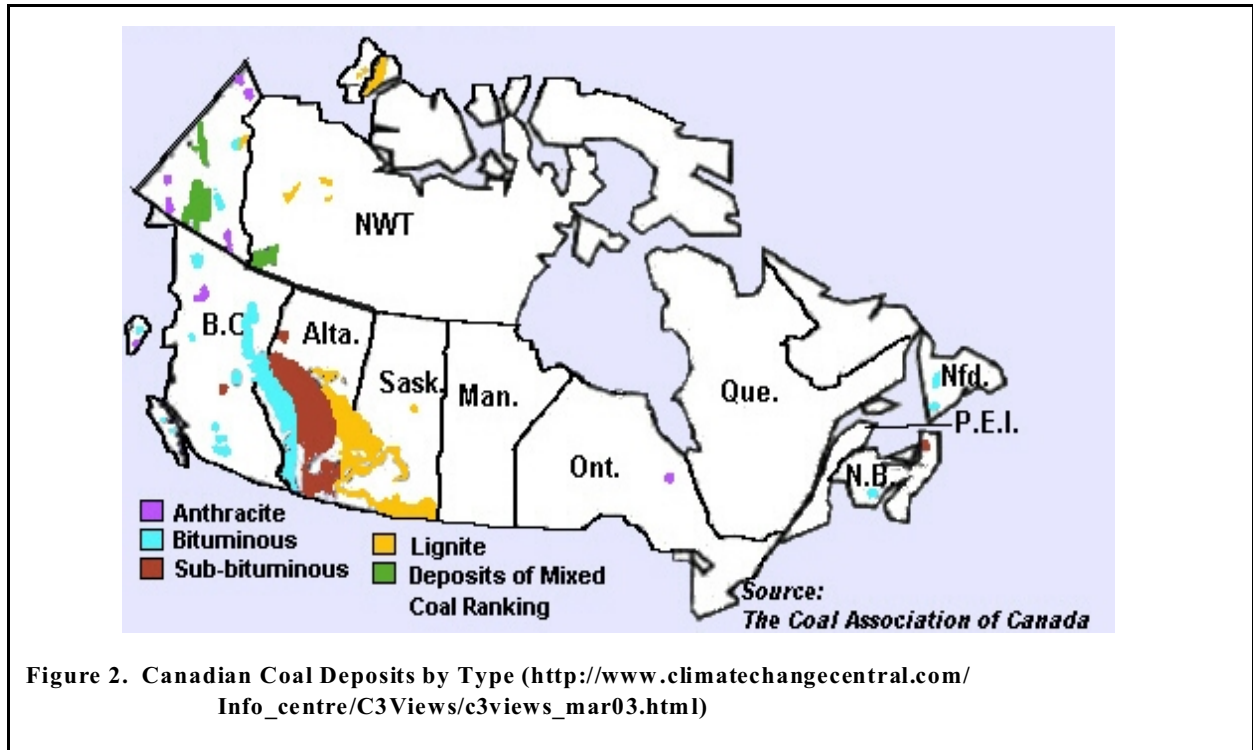 NWT
B.C
Alta.
Sask.
Man.
Ont.
Que.
Nfd.
P.E.I.
N.B.
Anthracite
Bituminous
Sub-bituminous
Lignite
Deposits of Mixed
Coal Ranking
Source:
The Coal Association of Canada
Figure 2. Canadian Coal Deposits by Type (http://www.climatechangecentral.com/
Info_centre/C3Views/c3views_mar03.html)